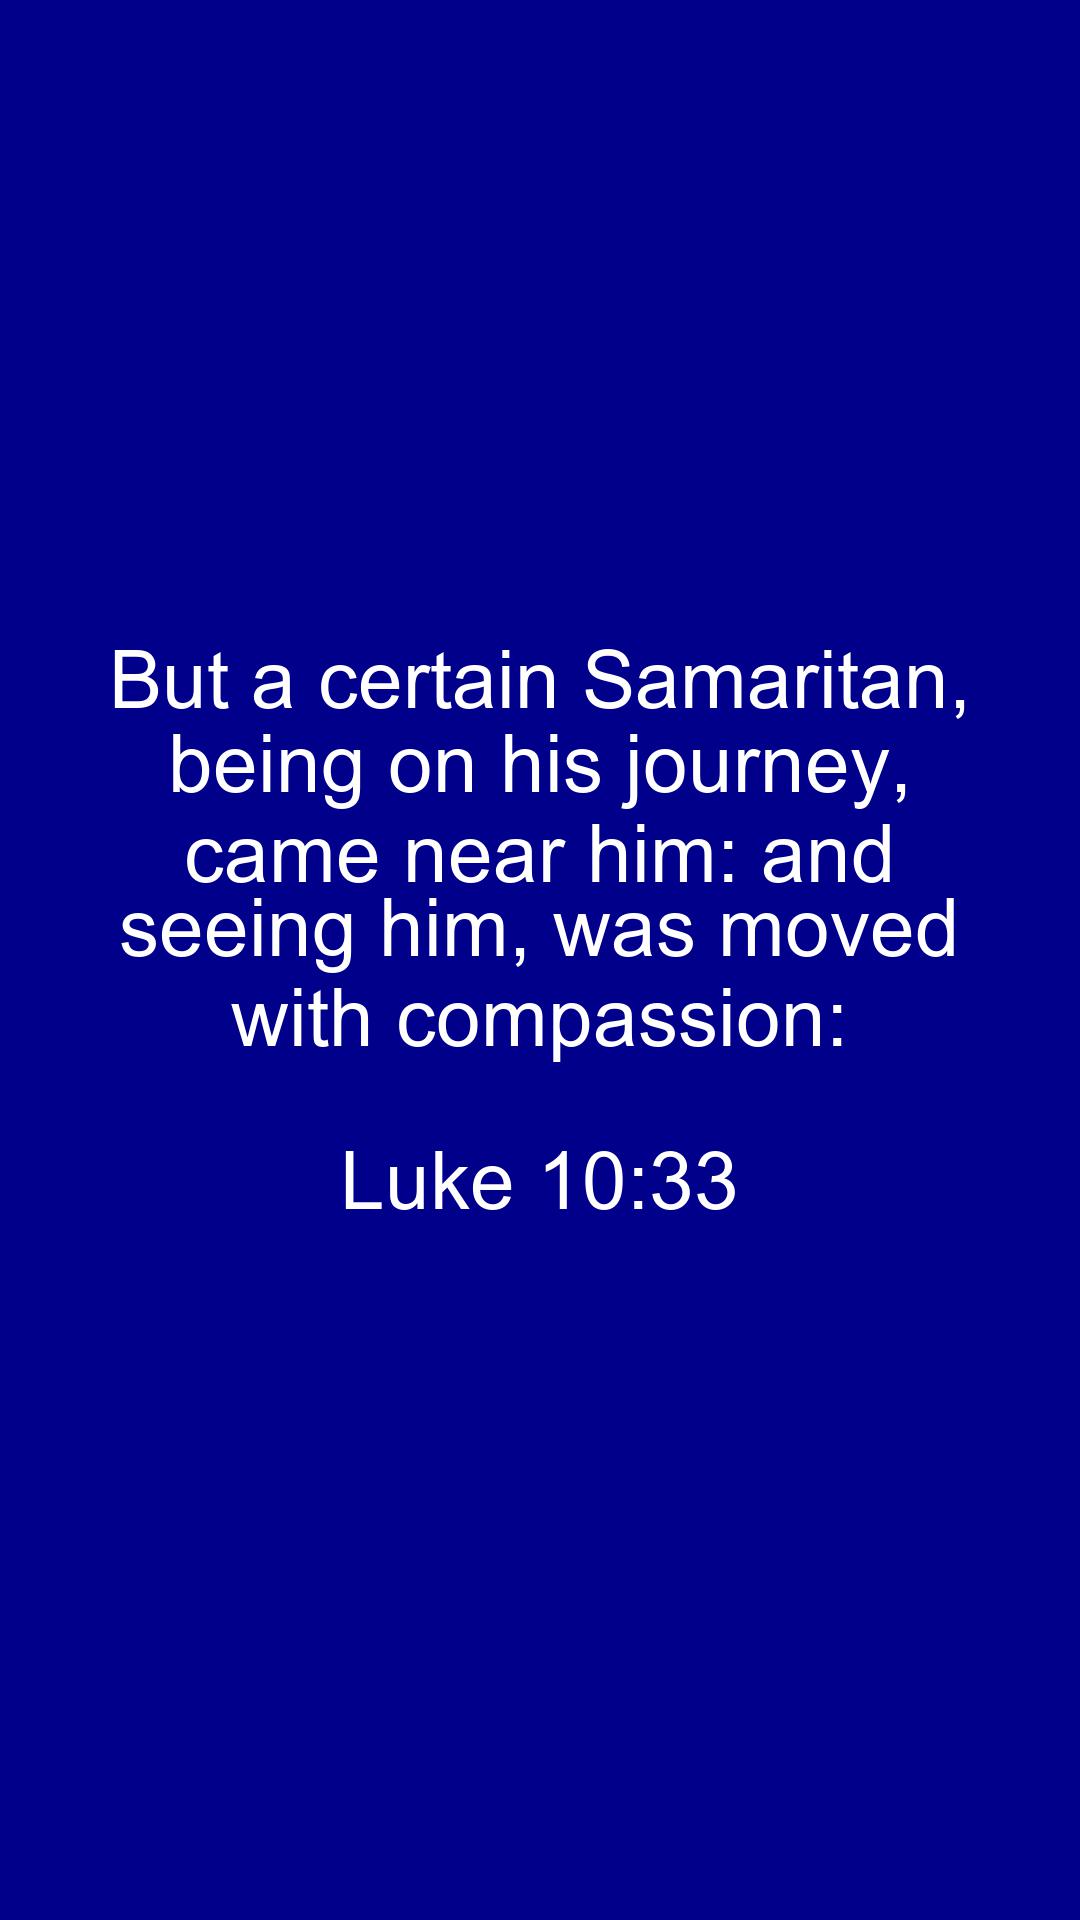 But a certain Samaritan,
being on his journey,
came near him: and
seeing him, was moved
with compassion:
Luke 10:33